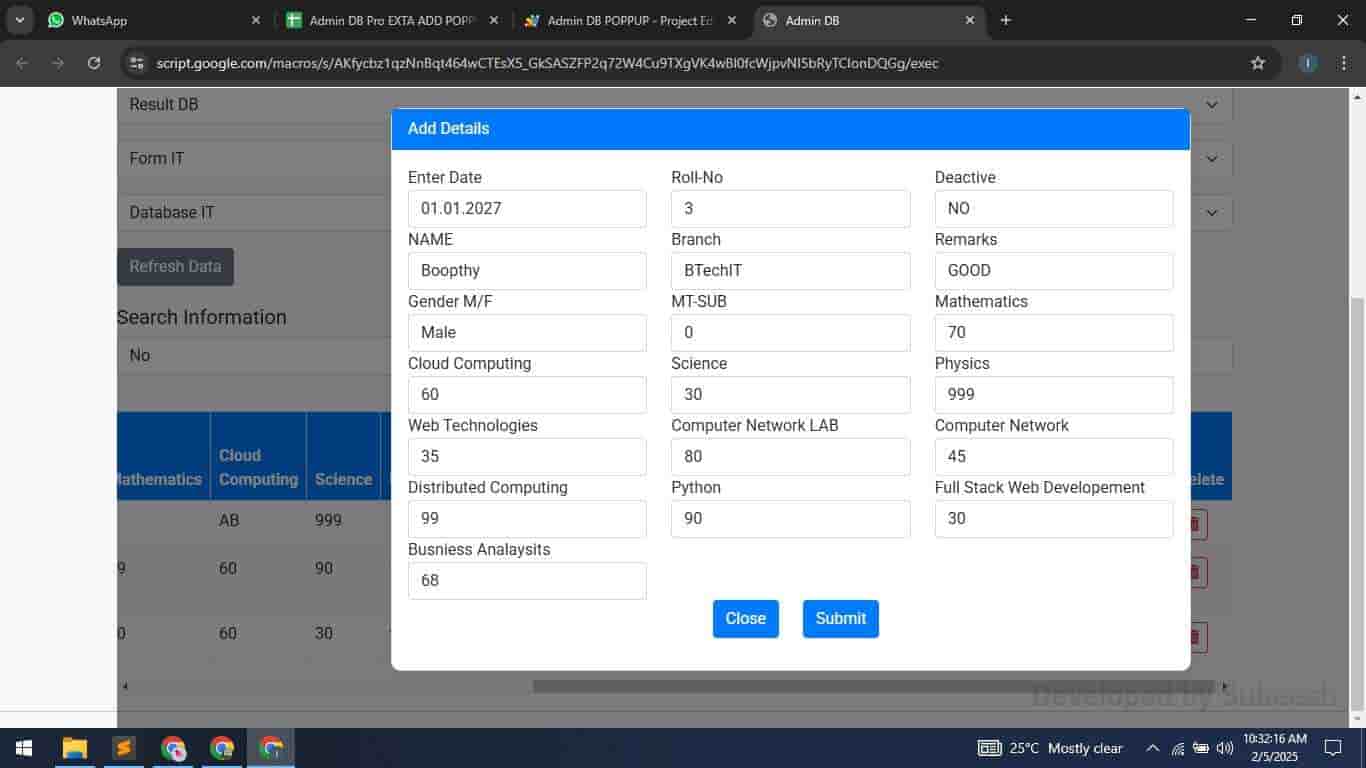 WhatsApp
Admin DB Pro EXTA ADD POPP
Admin DB POPPUP - Project Ed
Admin DB
script.google.com/macros/s/AKfycbz1qzNnBqt464wCTEsX5_GkSASZFP2q72W4Cu9TXgVK4wBl0fcWjpvNI5bRyTClonDQGg/exec
Result DB
Form IT
Database IT
Refresh Data
Search Information
No
Add Details
Enter Date
Roll-No
Deactive
01.01.2027
3
NO
NAME
Branch
Remarks
Boopthy
BTechIT
GOOD
Gender M/F
MT-SUB
Mathematics
Male
0
70
Cloud Computing
Science
Physics
60
30
999
Web Technologies
Computer Network LAB
Computer Network
35
80
45
Distributed Computing
Python
Full Stack Web Developement
99
90
30
Busniess Analaysits
68
Close
Submit
athematics
Cloud
Computing
Science
elete
AB
999
9
60
90
0
60
30
Developed by Subaash
25°C Mostly clear
10:32:16 AM
2/5/2025